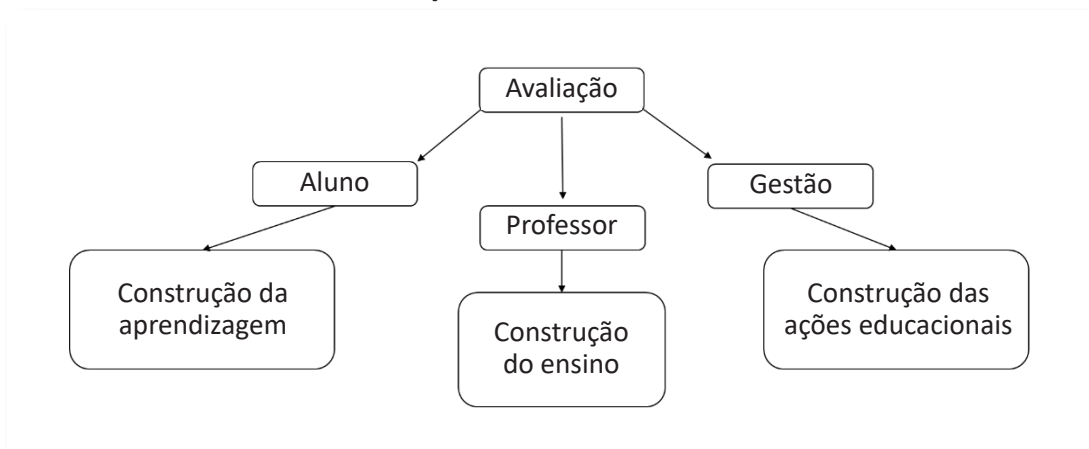 Avaliação
Aluno
Professor
Gestão
Construção da
aprendizagem
Construção
do ensino
Construção das
ações educacionais